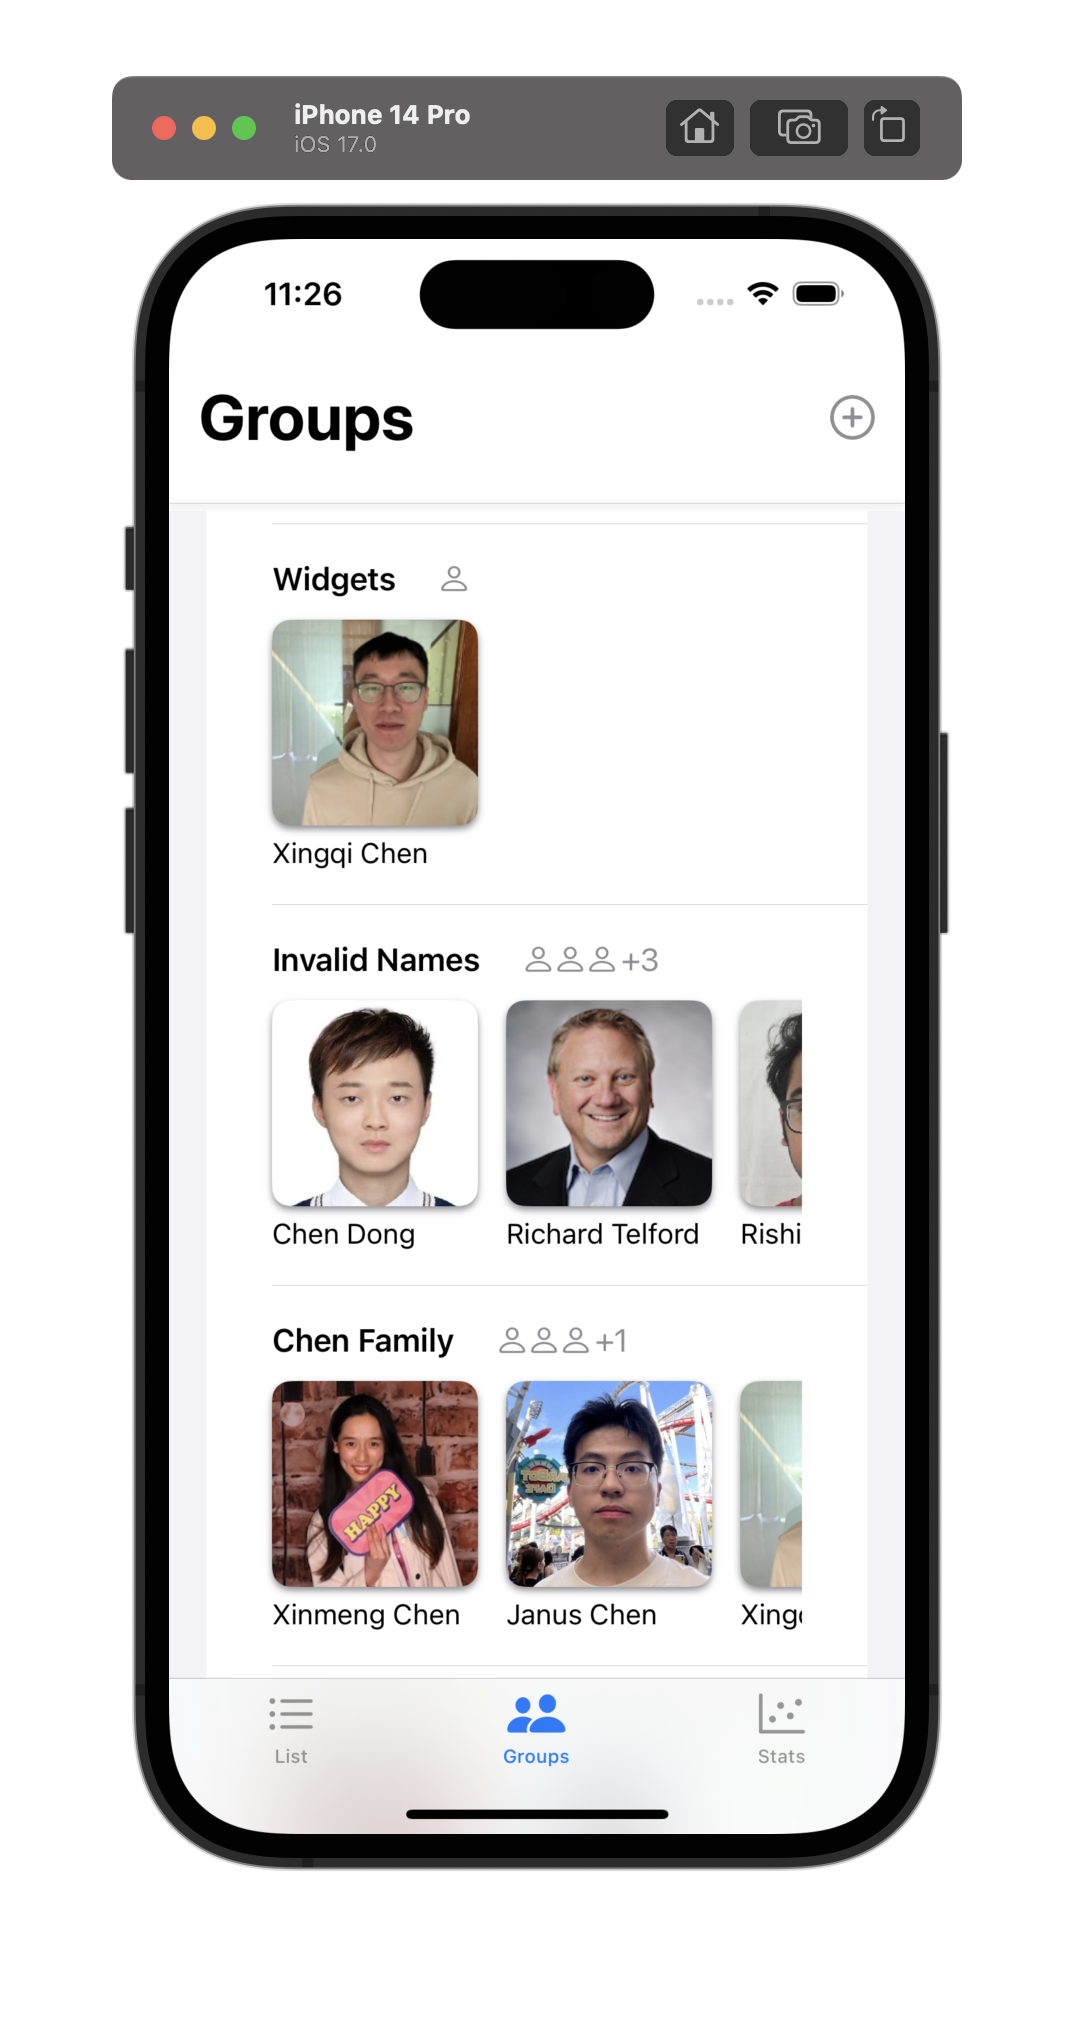 iPhone 14 Pro
iOS 17.0
11:26
Groups
Widgets
Xingqi Chen
Invalid Names +3
Chen Dong Richard Telford Rishi
Chen Family +1
HAPPY
Xinmeng Chen Janus Chen Xing
List Groups Stats